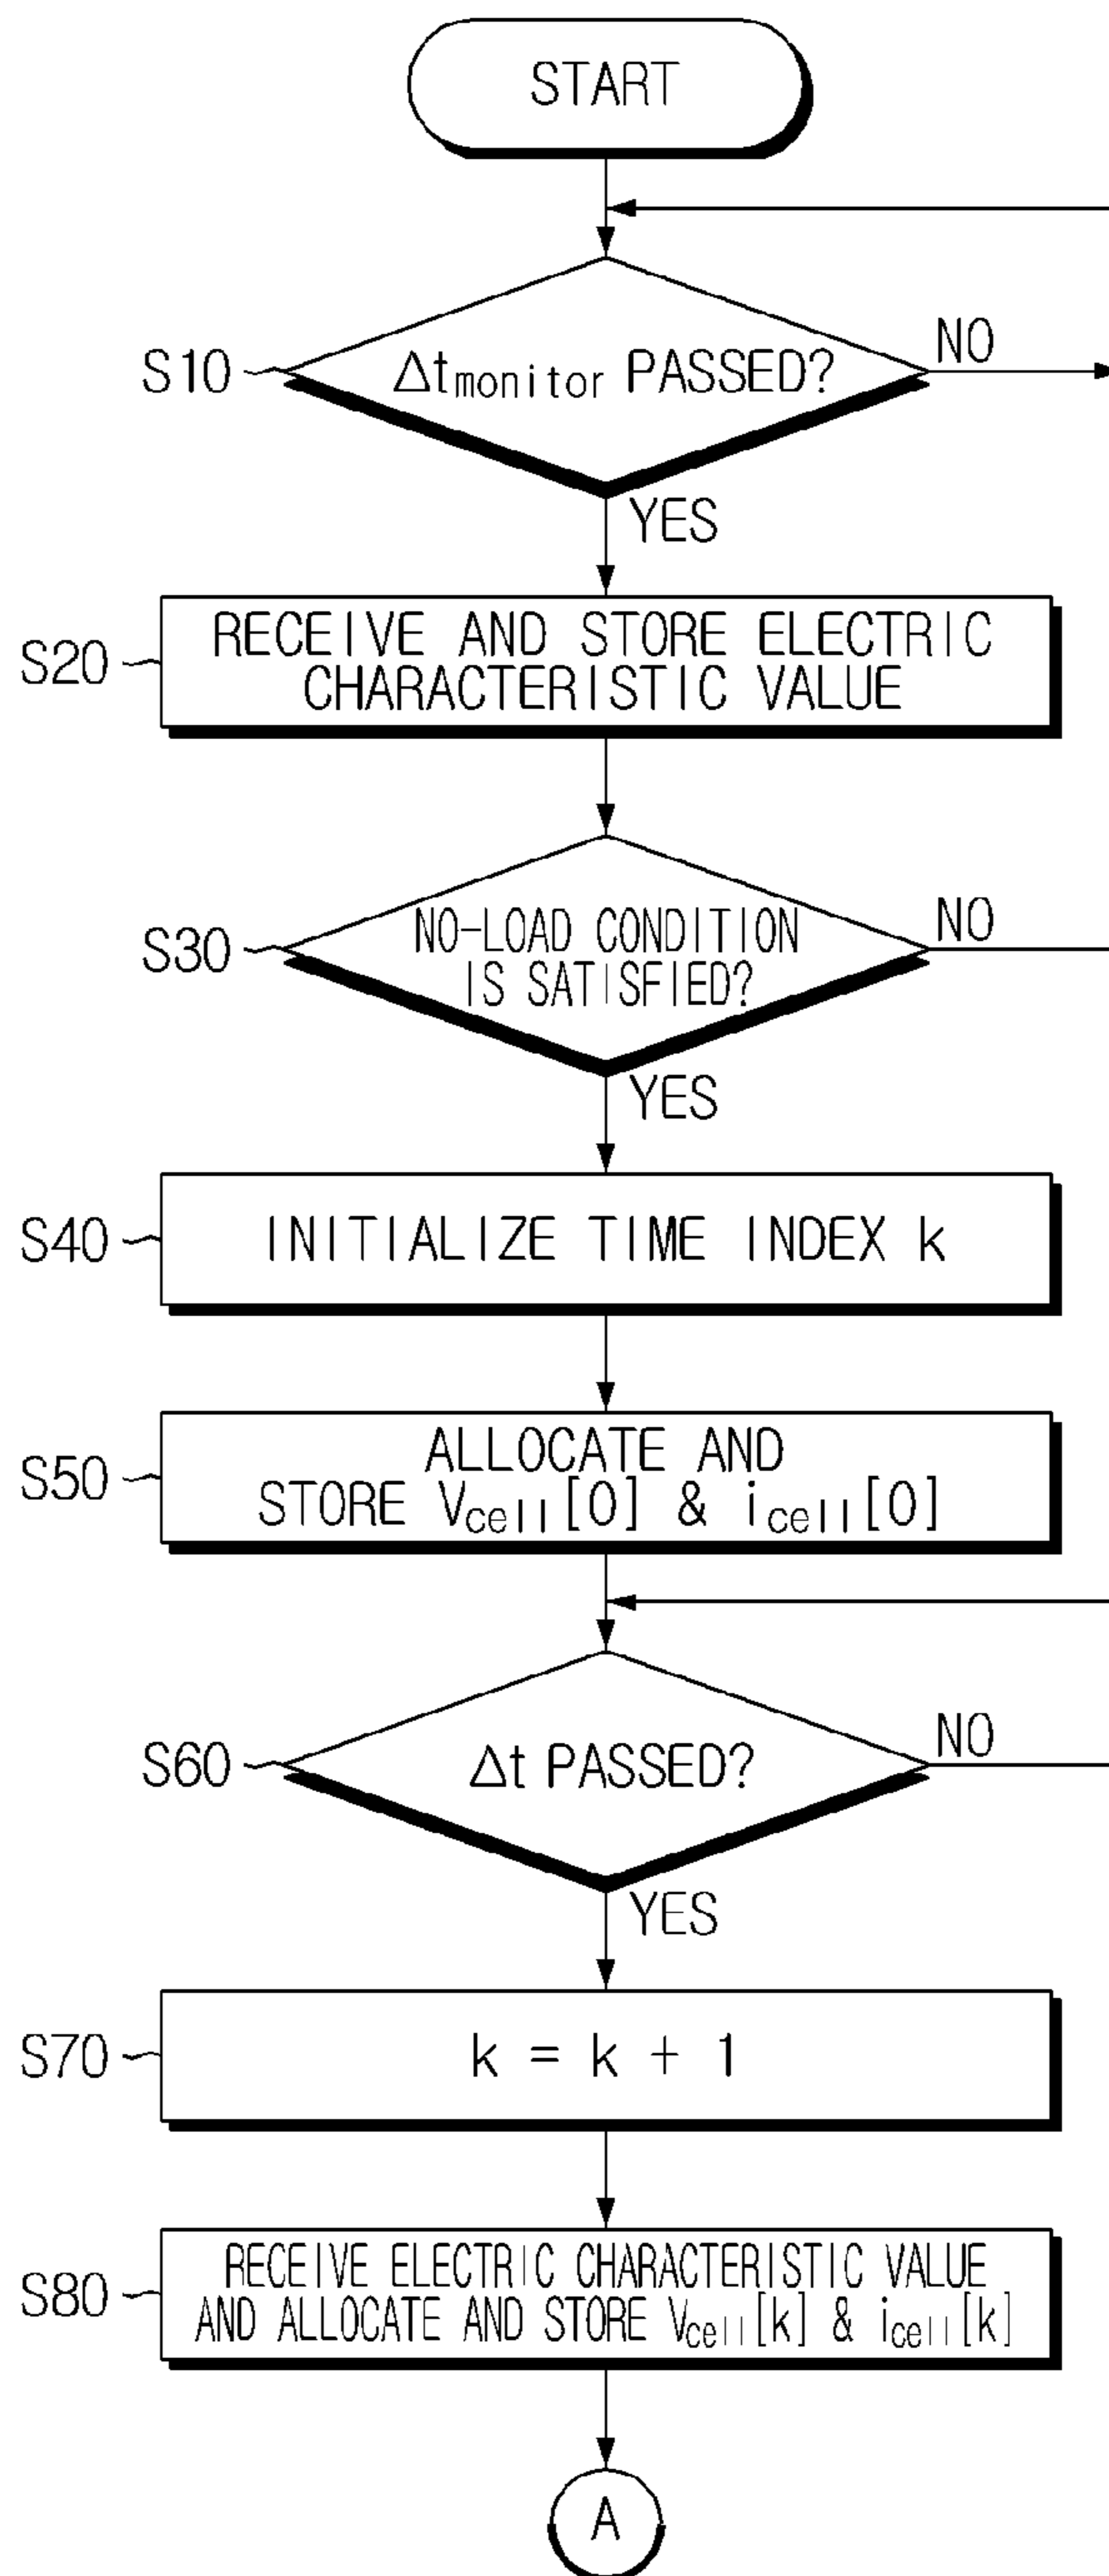 START
S10
Δtmonitor PASSED?
NO
YES
S20
RECEIVE AND STORE ELECTRIC
CHARACTERISTIC VALUE
S30
NO-LOAD CONDITION
IS SATISFIED?
NO
YES
S40
INITIALIZE TIME INDEX k
S50
ALLOCATE AND
STORE Vcell[0] & icell[0]
S60
Δt PASSED?
NO
YES
S70
k = k + 1
S80
RECEIVE ELECTRIC CHARACTERISTIC VALUE
AND ALLOCATE AND STORE Vcell[k] & icell[k]
A